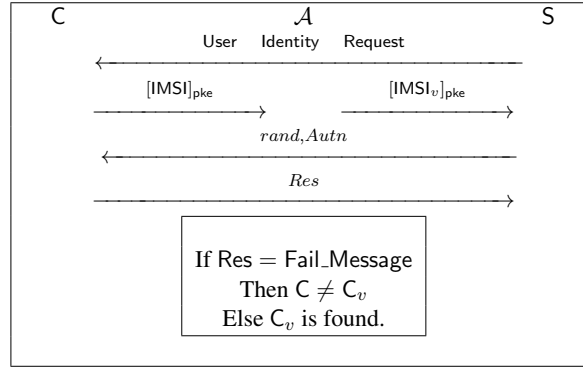 C A S
User Identity Request
[IMSI]pke [IMSIv]pke
rand,Autn
Res
If Res = Fail_Message
Then C ≠ Cv
Else Cv is found.